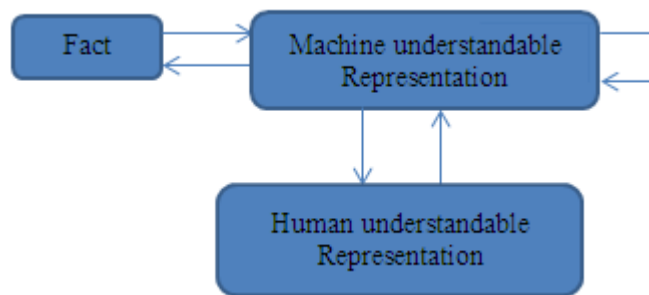 Fact
Machine understandable
Representation
Human understandable
Representation